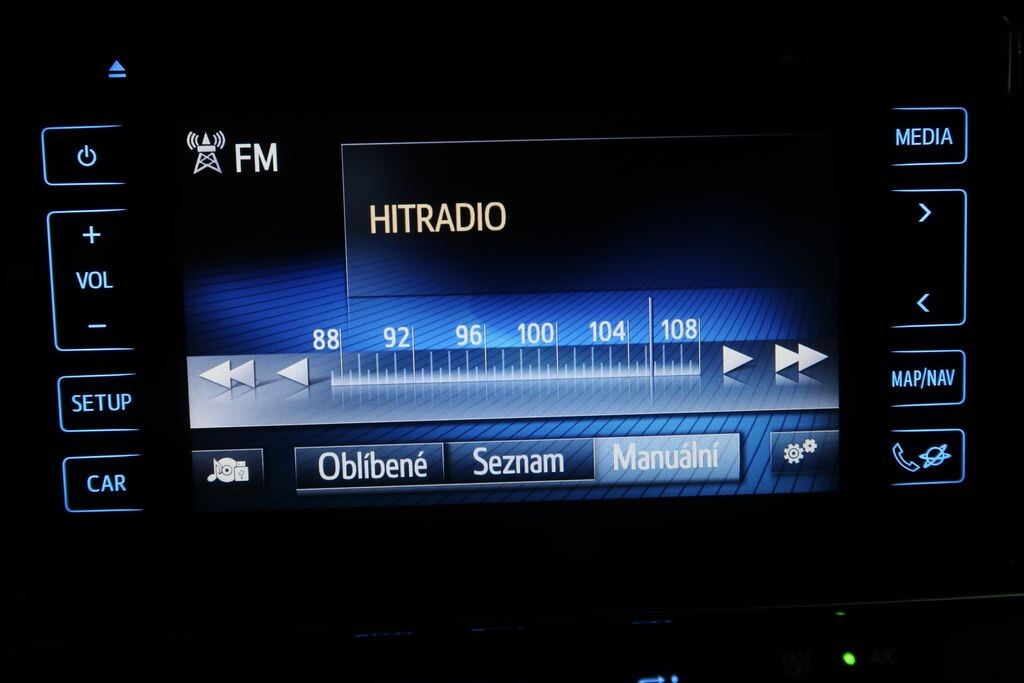 FM
HITRADIO
88 92 96 100 104 108
Oblíbené Seznam Manuální
+
VOL
−
SETUP
CAR
MEDIA
MAP/NAV
A/C